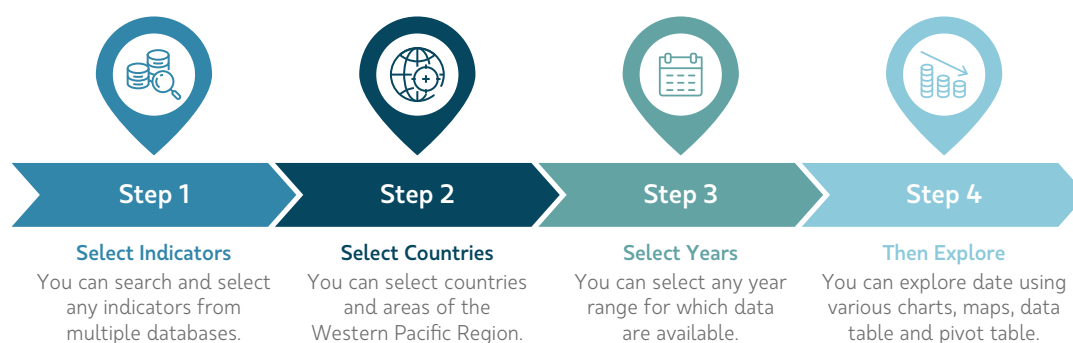 Step 1
Step 2
Step 3
Step 4
Select Indicators
You can search and select
any indicators from
multiple databases.
Select Countries
You can select countries
and areas of the
Western Pacific Region.
Select Years
You can select any year
range for which data
are available.
Then Explore
You can explore date using
various charts, maps, data
table and pivot table.